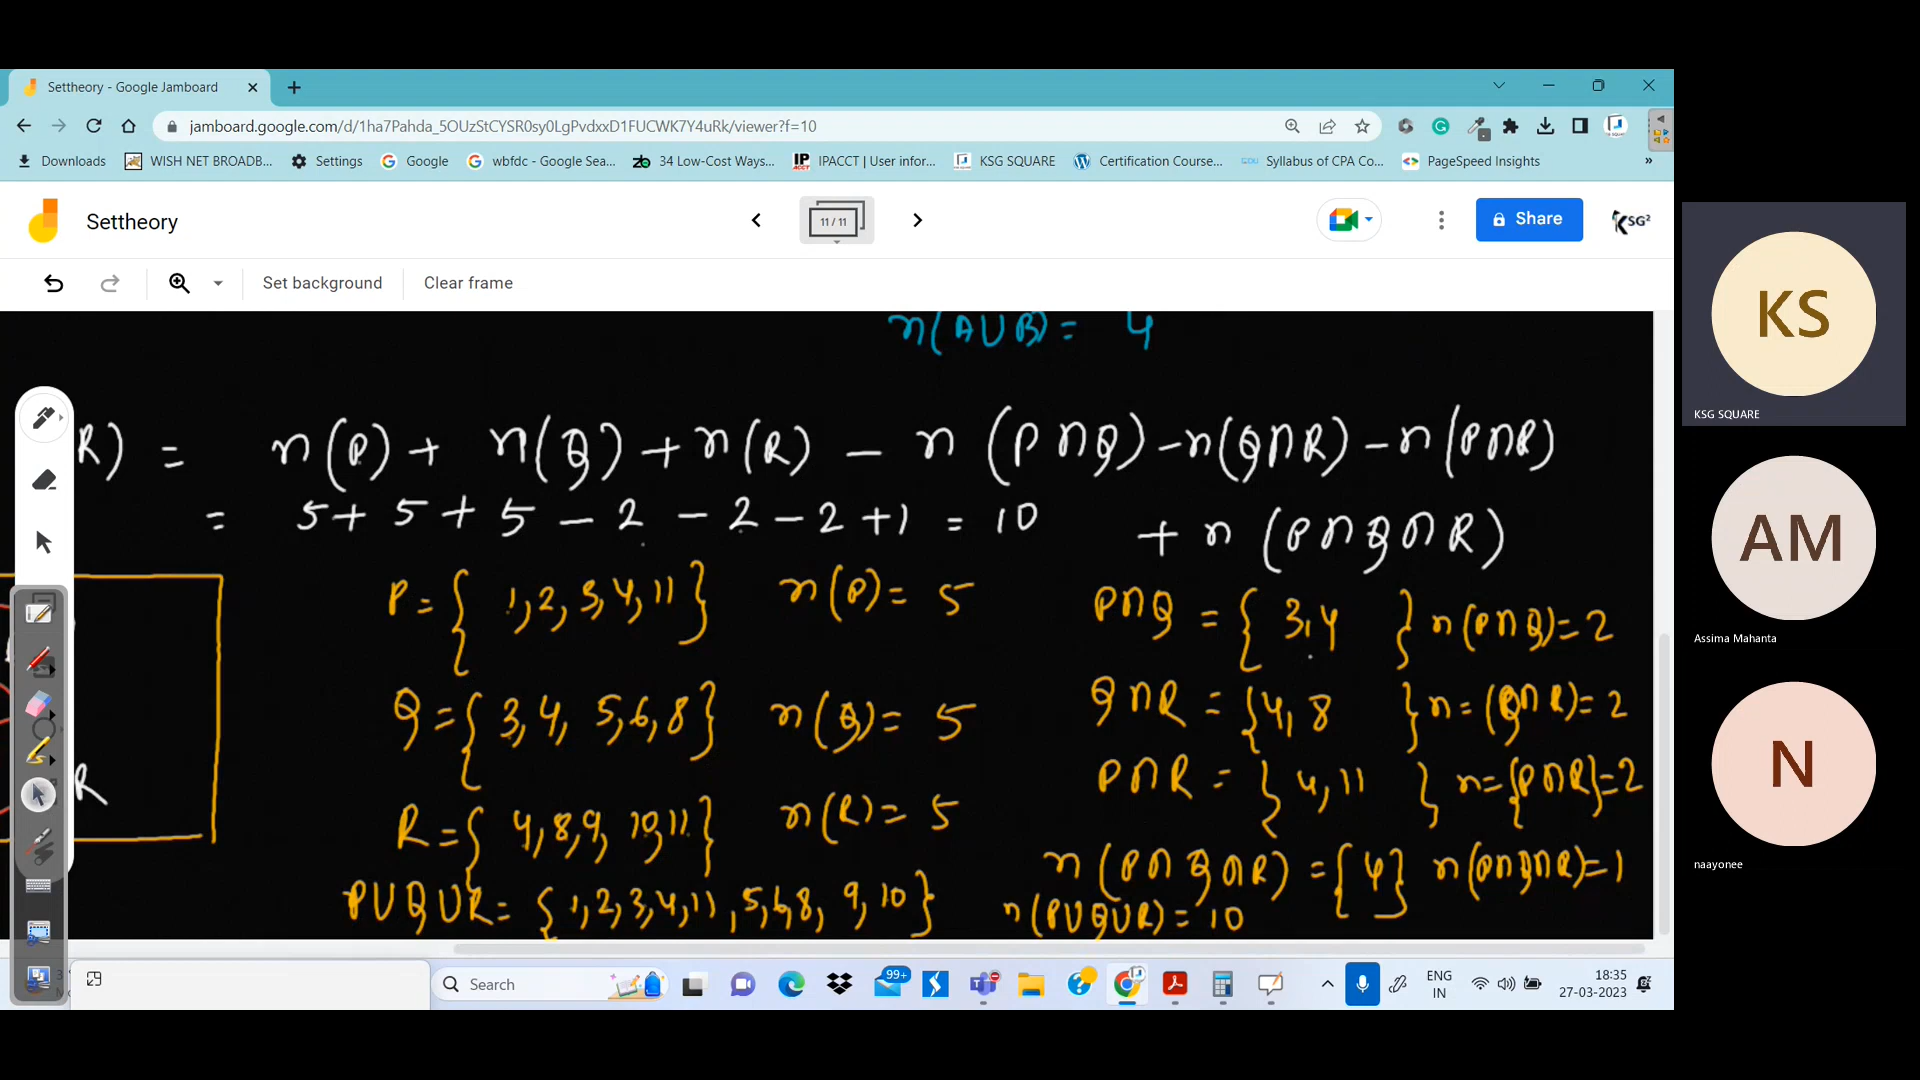 Settheory - Google Jamboard
jamboard.google.com/d/1ha7Pahda_5OUzStCYSR0sy0LgPvdxxD1FUCWK7Y4uRk/viewer?f=10
Downloads WISH NET BROADB... Settings Google wbfdc - Google Sea... 34 Low-Cost Ways... IPACCT | User infor... KSG SQUARE Certification Course... Syllabus of CPA Co... PageSpeed Insights »
Settheory 11 / 11 Share KSG²
Set background Clear frame
n(A∪B) = 4
R) = n(P) + n(Q) + n(R) - n(P∩Q) - n(Q∩R) - n(P∩R)
= 5 + 5 + 5 - 2 - 2 - 2 + 1 = 10 + n(P∩Q∩R)
P = { 1, 2, 3, 4, 11 } n(P) = 5
Q = { 3, 4, 5, 6, 8 } n(Q) = 5
R = { 4, 8, 9, 10, 11 } n(R) = 5
P∪Q∪R = { 1, 2, 3, 4, 11, 5, 6, 8, 9, 10 }
P∩Q = { 3, 4 } n(P∩Q) = 2
Q∩R = { 4, 8 } n = (Q∩R) = 2
P∩R = } 4, 11 } n = {P∩R} = 2
n(P∩Q∩R) = { 4 } n(P∩Q∩R) = 1
n(P∪Q∪R) = 10
R
KS
KSG SQUARE
AM
Assima Mahanta
N
naayonee
Search
99+
ENG
IN
18:35
27-03-2023